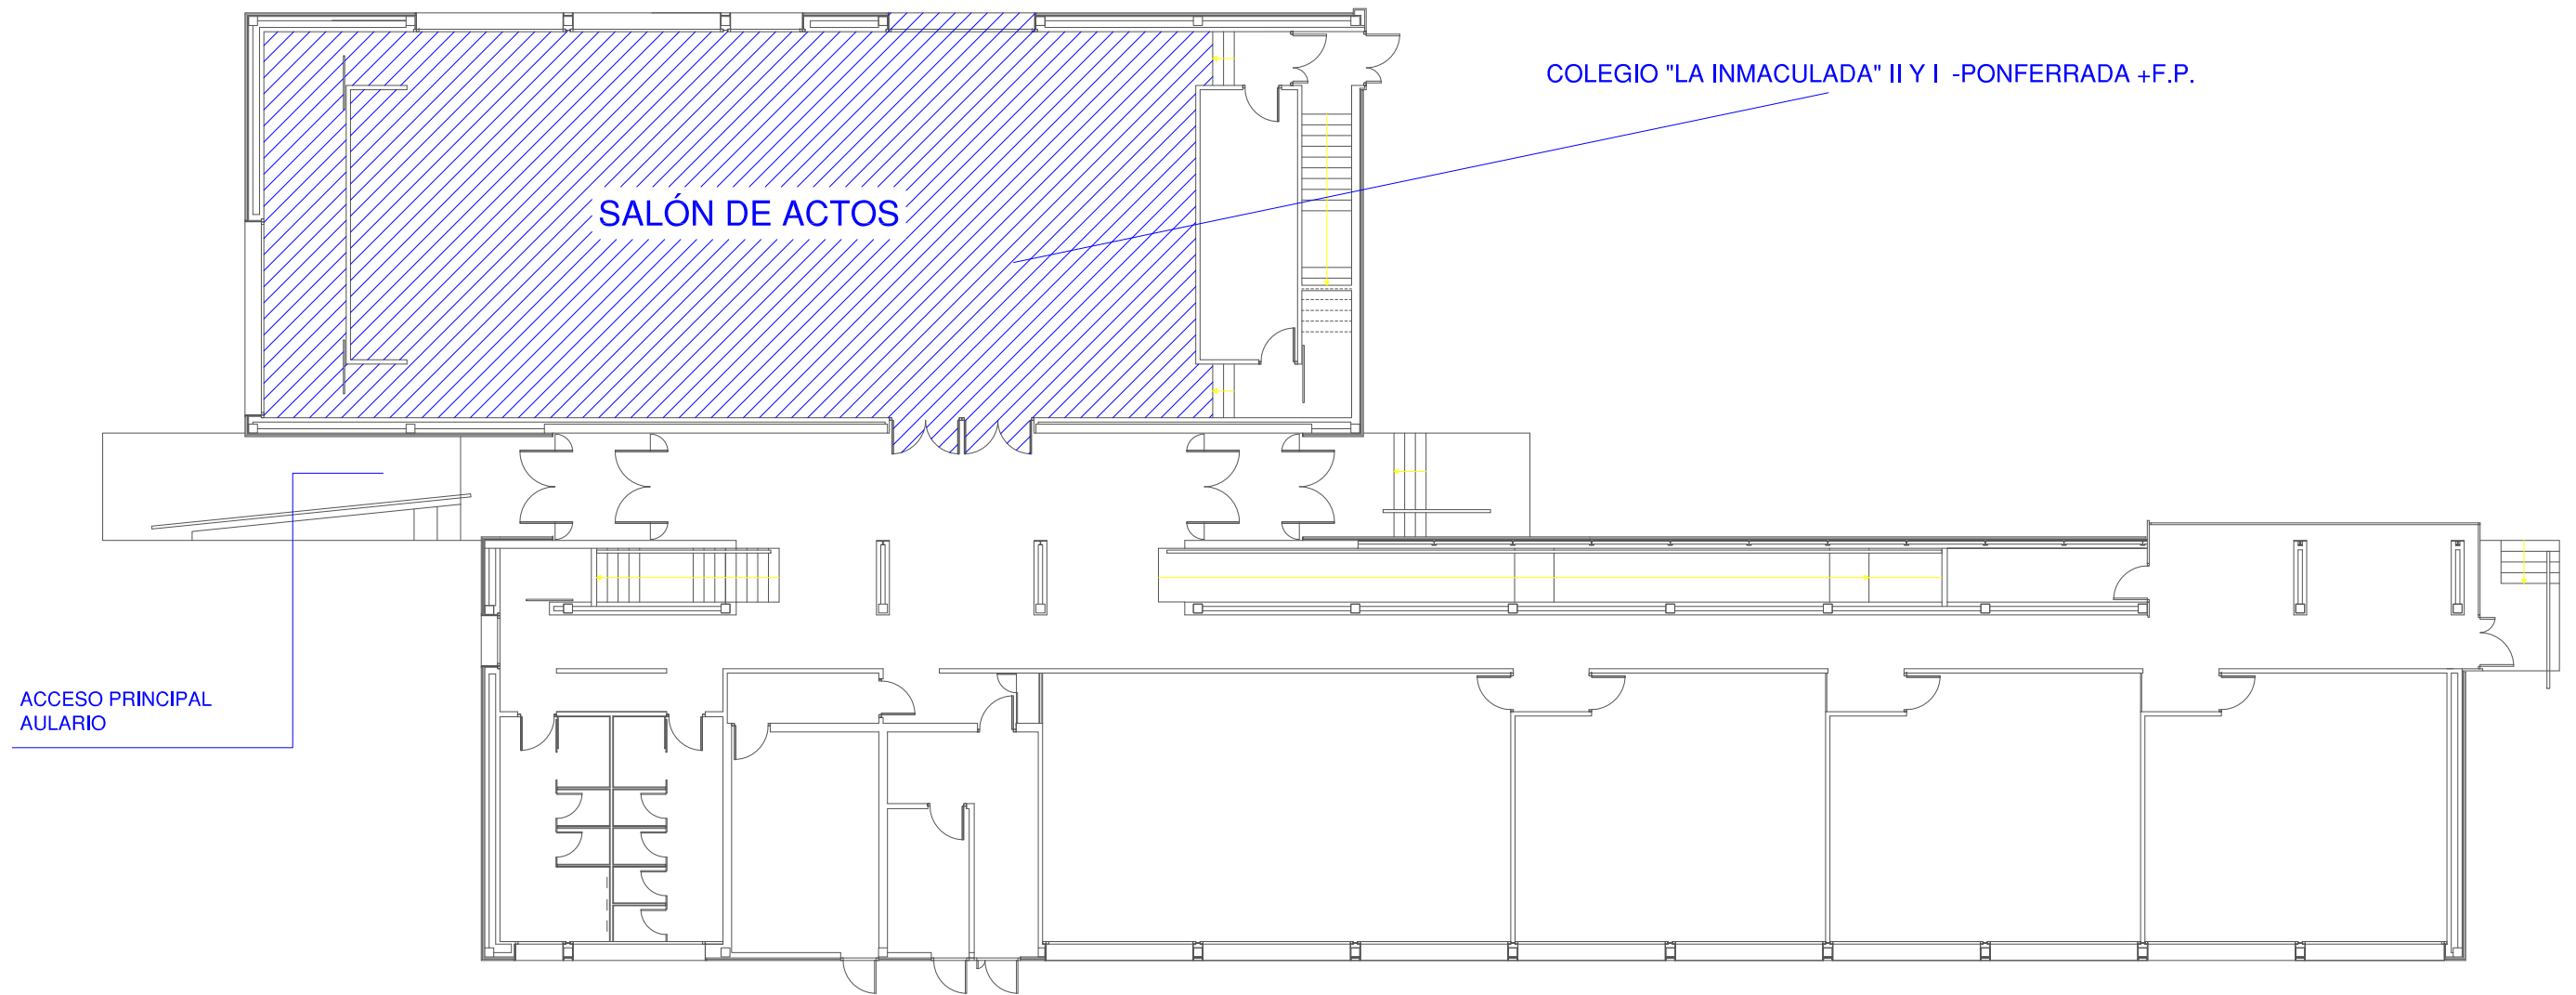 COLEGIO "LA INMACULADA" II Y I -PONFERRADA +F.P.
SALÓN DE ACTOS
ACCESO PRINCIPAL
AULARIO